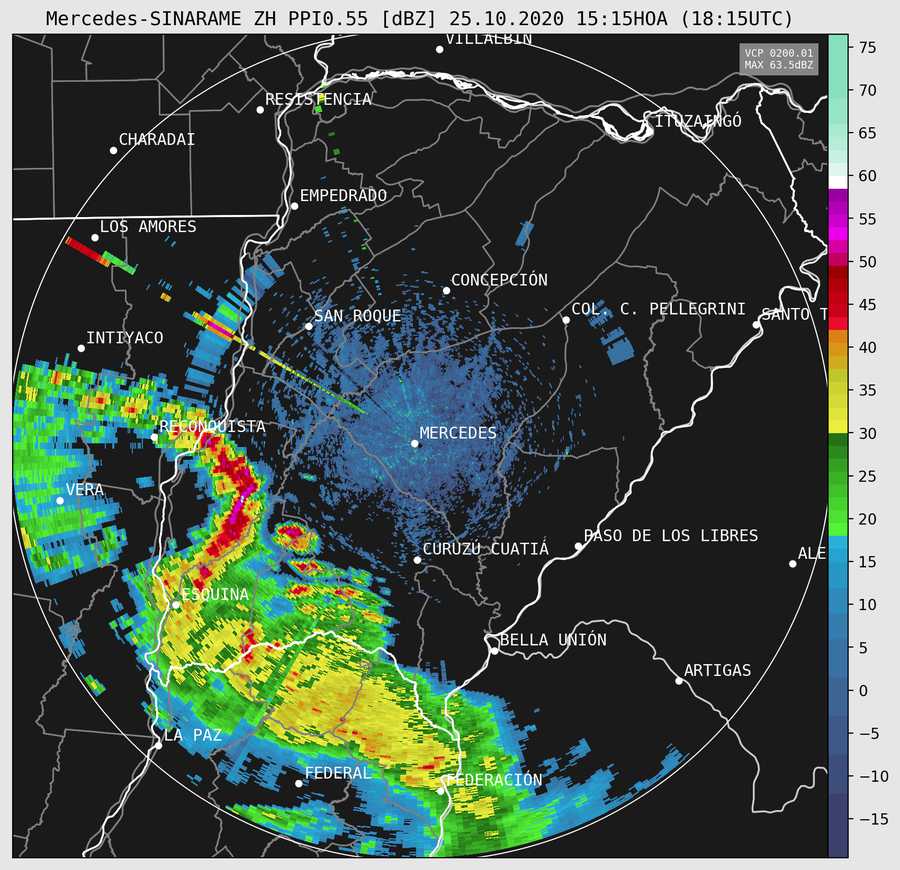 Mercedes-SINARAME ZH PPI0.55 [dBZ] 25.10.2020 15:15HOA (18:15UTC)
VILLALBIN
VCP 0200.01
MAX 63.5dBZ
RESISTENCIA
ITUZAINGÓ
CHARADAI
EMPEDRADO
LOS AMORES
CONCEPCIÓN
SAN ROQUE
COL. C. PELLEGRINI
SANTO T
INTIYACO
RECONQUISTA
MERCEDES
VERA
PASO DE LOS LIBRES
CURUZU CUATIÁ
ALE
ESQUINA
BELLA UNIÓN
ARTIGAS
LA PAZ
FEDERAL
FEDERACIÓN
75
70
65
60
55
50
45
40
35
30
25
20
15
10
5
0
−5
−10
−15